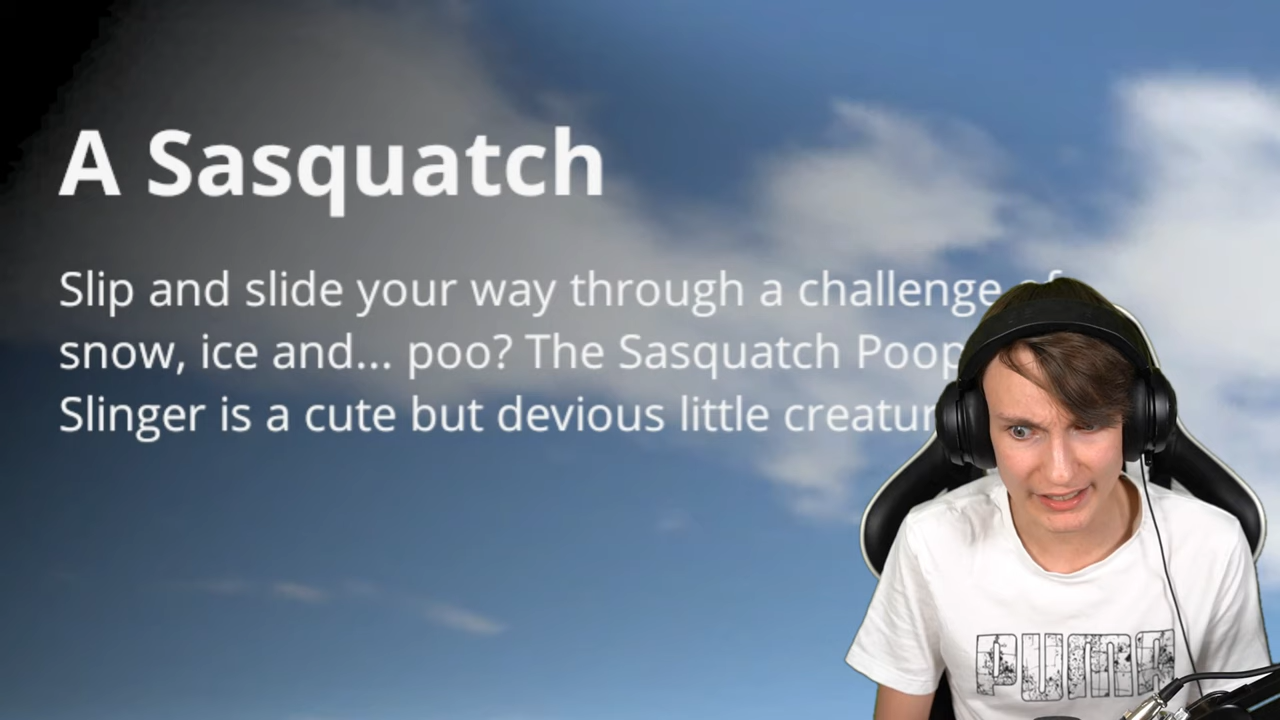 A Sasquatch
Slip and slide your way through a challenge of
snow, ice and... poo? The Sasquatch Poop
Slinger is a cute but devious little
PUMA